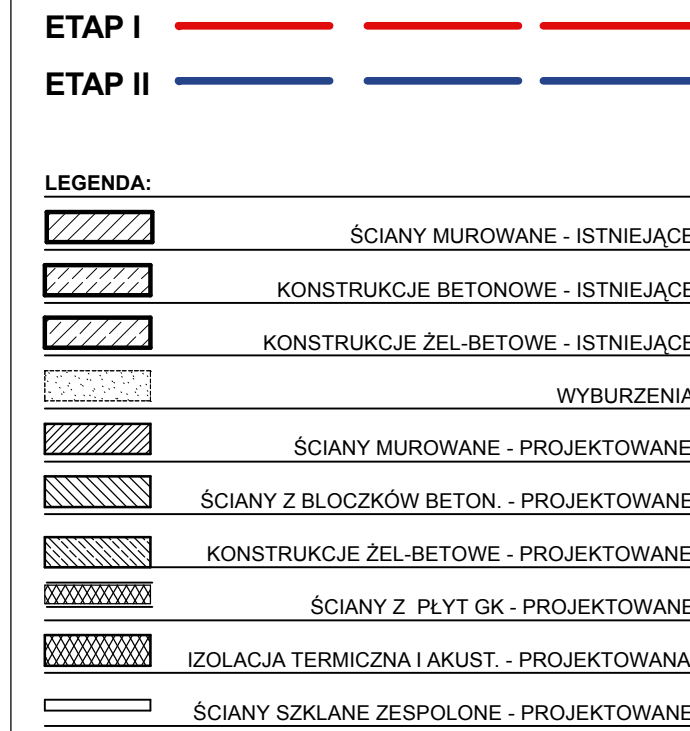 ETAP I
ETAP II
LEGENDA:
ŚCIANY MUROWANE - ISTNIEJĄCE
KONSTRUKCJE BETONOWE - ISTNIEJĄCE
KONSTRUKCJE ŻEL-BETOWE - ISTNIEJĄCE
WYBURZENIA
ŚCIANY MUROWANE - PROJEKTOWANE
ŚCIANY Z BLOCZKÓW BETON. - PROJEKTOWANE
KONSTRUKCJE ŻEL-BETOWE - PROJEKTOWANE
ŚCIANY Z PŁYT GK - PROJEKTOWANE
IZOLACJA TERMICZNA I AKUST. - PROJEKTOWANA
ŚCIANY SZKLANE ZESPOLONE - PROJEKTOWANE